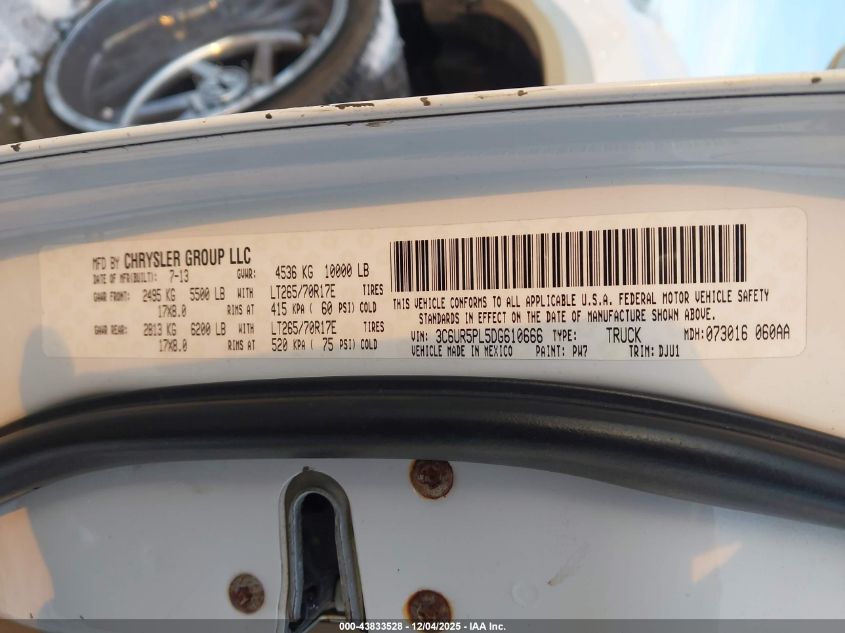 MFD BY CHRYSLER GROUP LLC
DATE OF MFR(BUILT): 7-13 GVWR: 4536 KG 10000 LB
GAWR FRONT: 2495 KG 5500 LB WITH LT265/70R17E TIRES
17X8.0 RIMS AT 415 KPA ( 60 PSI) COLD
GAWR REAR: 2813 KG 6200 LB WITH LT265/70R17E TIRES
17X8.0 RIMS AT 520 KPA ( 75 PSI) COLD
THIS VEHICLE CONFORMS TO ALL APPLICABLE U.S.A. FEDERAL MOTOR VEHICLE SAFETY
STANDARDS IN EFFECT ON THE DATE OF MANUFACTURE SHOWN ABOVE.
VIN: 3C6UR5PL5DG610666 TYPE: TRUCK MDH: 073016 060AA
VEHICLE MADE IN MEXICO PAINT: PW7 TRIM: DJU1
000-43833528 - 12/04/2025 - IAA Inc.